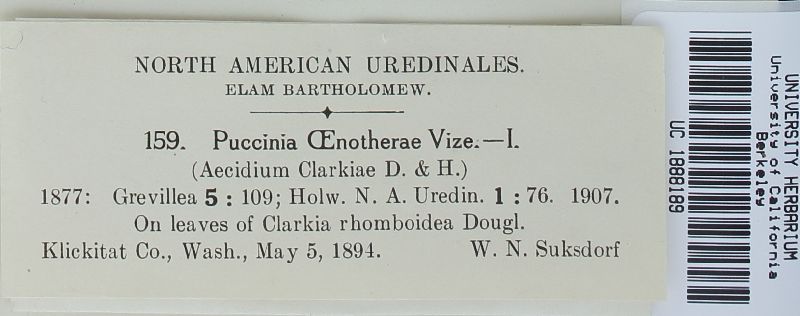 NORTH AMERICAN UREDINALES.
ELAM BARTHOLOMEW.
159. Puccinia Œnotherae Vize.—I.
(Aecidium Clarkiae D. & H.)
1877: Grevillea 5 : 109; Holw. N. A. Uredin. 1 : 76. 1907.
On leaves of Clarkia rhomboidea Dougl.
Klickitat Co., Wash., May 5, 1894. W. N. Suksdorf
UNIVERSITY HERBARIUM
University of California
Berkeley
UC 1888189